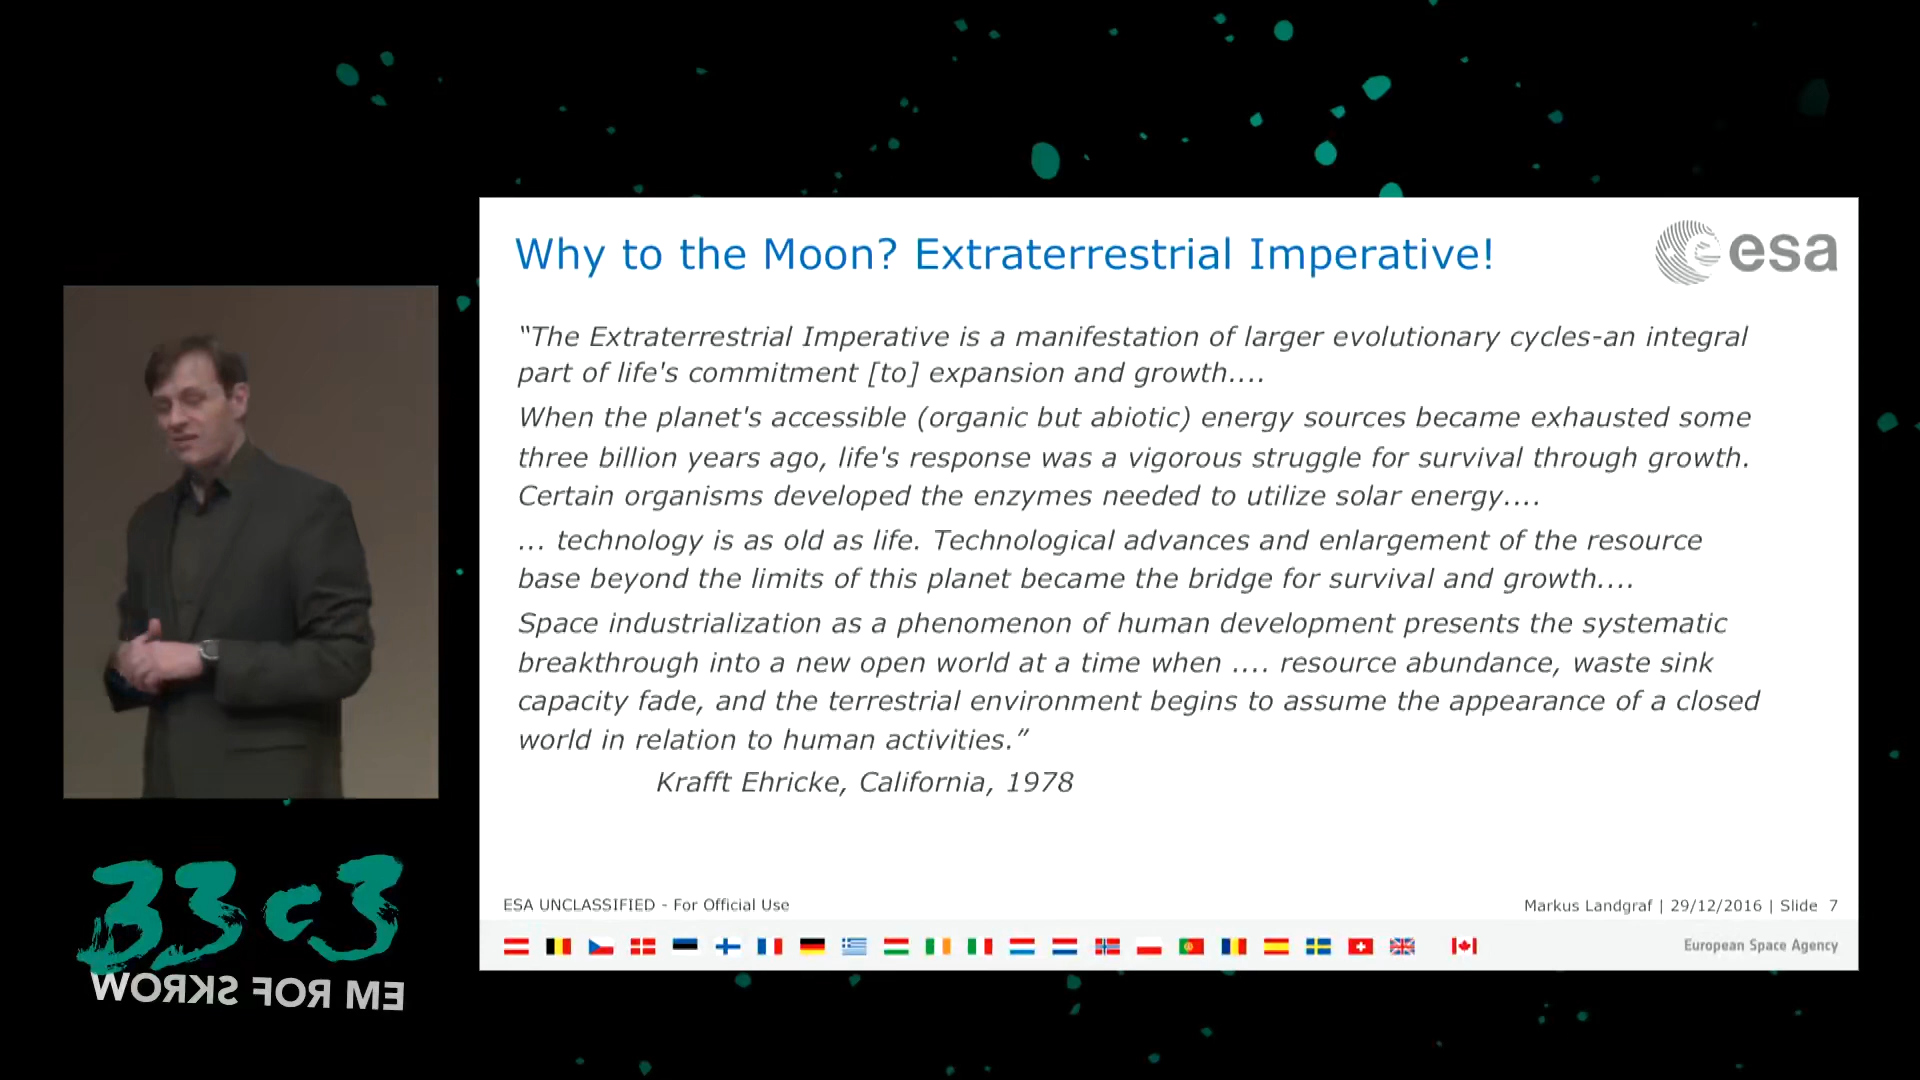 Why to the Moon? Extraterrestrial Imperative!
esa
“The Extraterrestrial Imperative is a manifestation of larger evolutionary cycles-an integral
part of life's commitment [to] expansion and growth....
When the planet's accessible (organic but abiotic) energy sources became exhausted some
three billion years ago, life's response was a vigorous struggle for survival through growth.
Certain organisms developed the enzymes needed to utilize solar energy....
... technology is as old as life. Technological advances and enlargement of the resource
base beyond the limits of this planet became the bridge for survival and growth....
Space industrialization as a phenomenon of human development presents the systematic
breakthrough into a new open world at a time when .... resource abundance, waste sink
capacity fade, and the terrestrial environment begins to assume the appearance of a closed
world in relation to human activities.”
Krafft Ehricke, California, 1978
ESA UNCLASSIFIED - For Official Use
Markus Landgraf | 29/12/2016 | Slide 7
European Space Agency
33c3
WORKS FOR ME